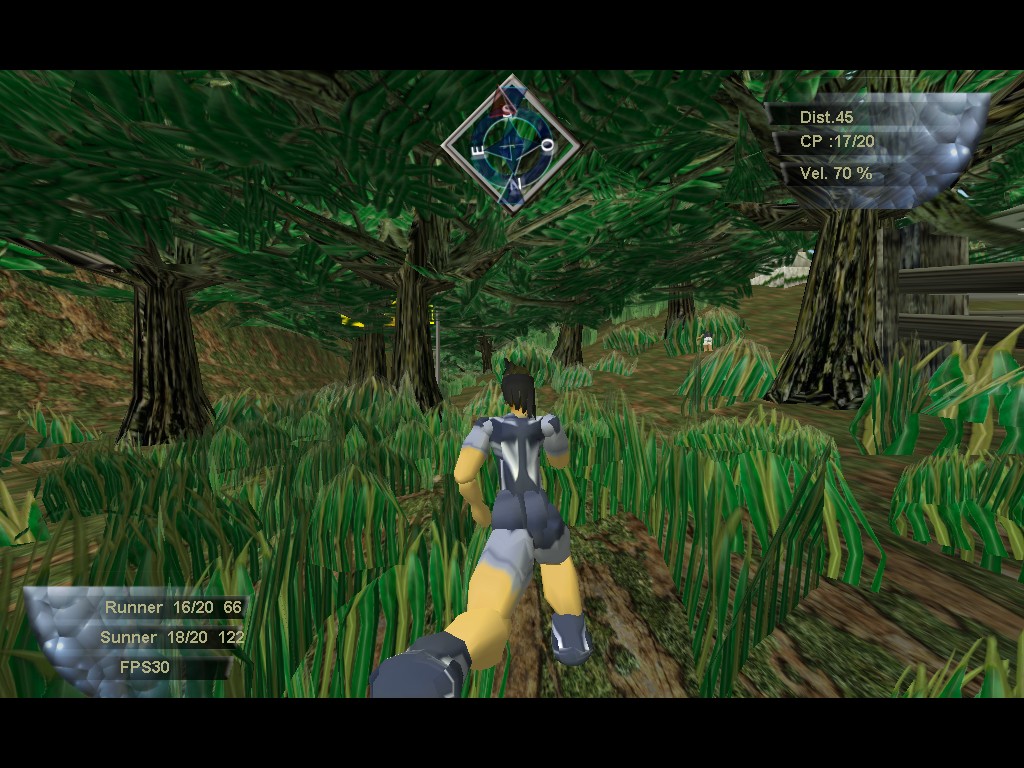 S
E O
N
Dist.45
CP :17/20
Vel. 70 %
Runner 16/20 66
Sunner 18/20 122
FPS30